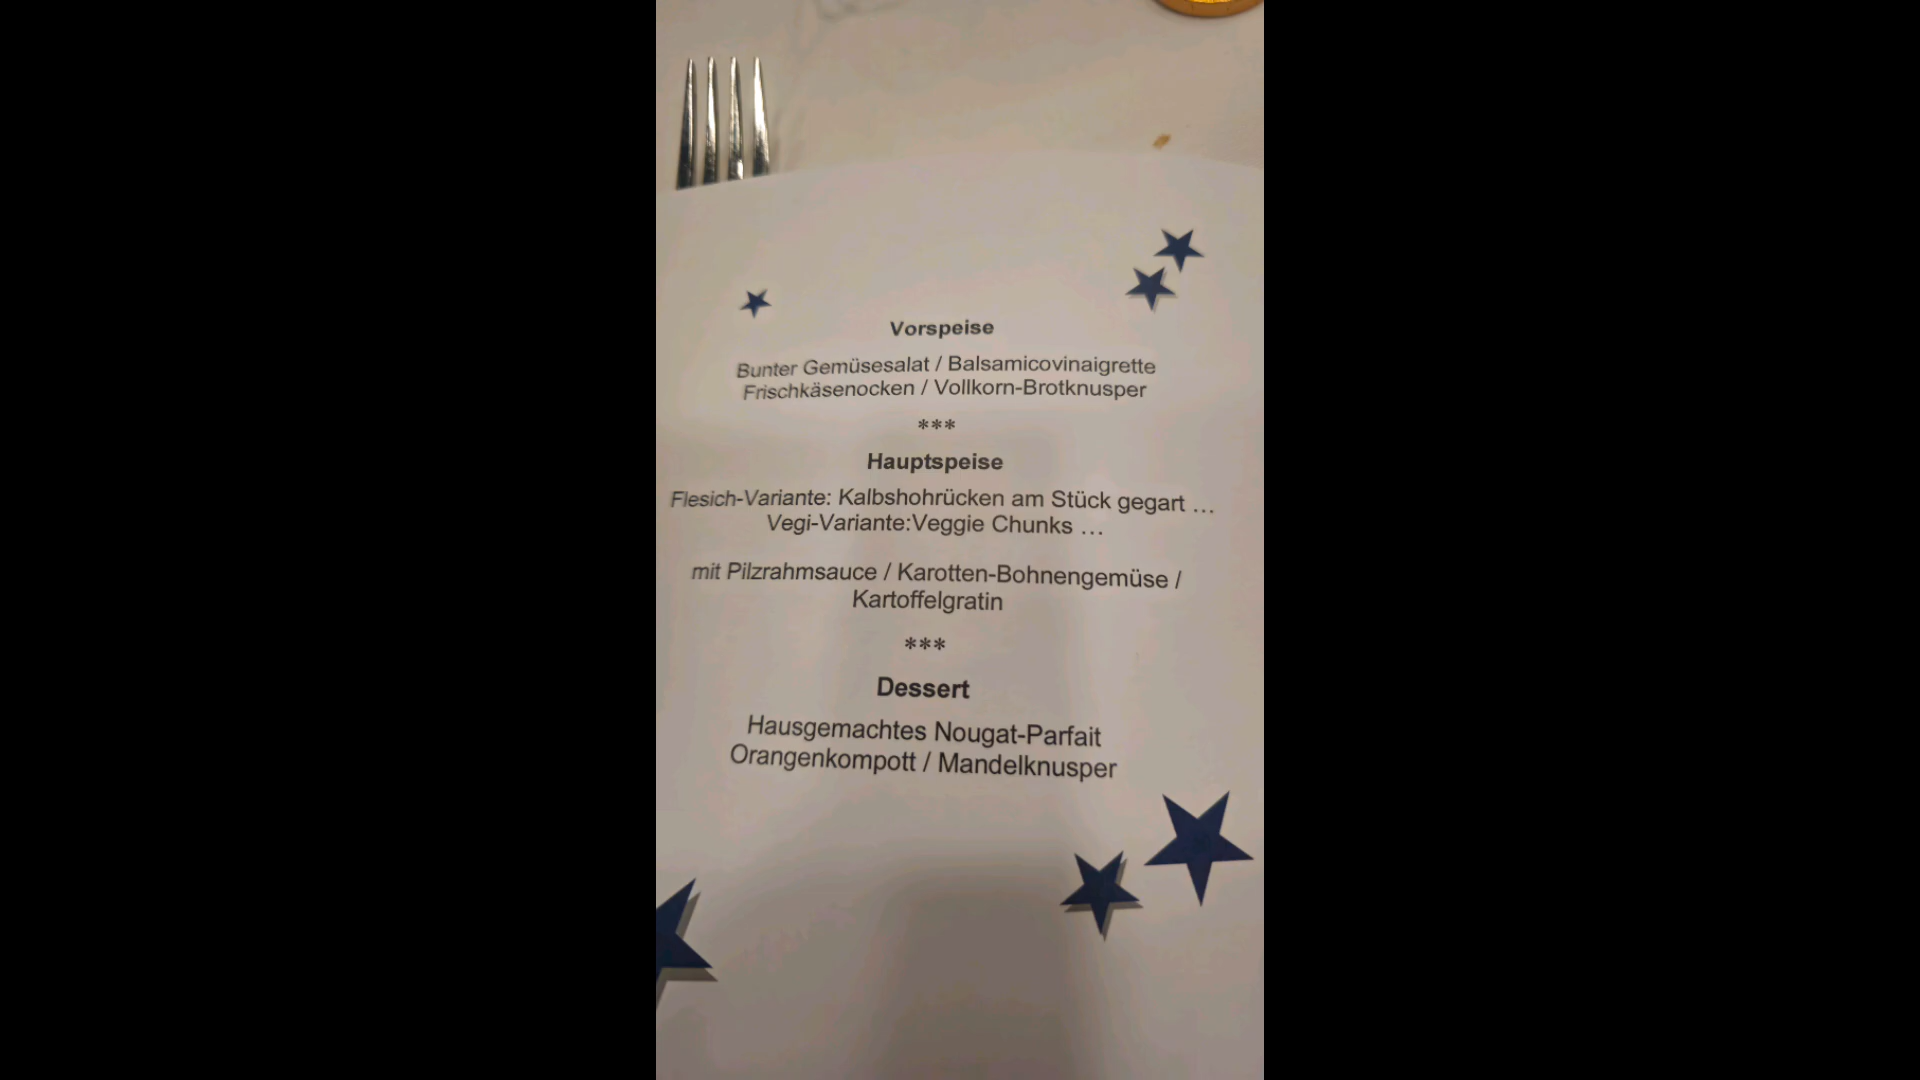 Vorspeise
Bunter Gemüsesalat / Balsamicovinaigrette
Frischkäsenocken / Vollkorn-Brotknusper
***
Hauptspeise
Flesich-Variante: Kalbshohrücken am Stück gegart ...
Vegi-Variante:Veggie Chunks ...
mit Pilzrahmsauce / Karotten-Bohnengemüse /
Kartoffelgratin
***
Dessert
Hausgemachtes Nougat-Parfait
Orangenkompott / Mandelknusper